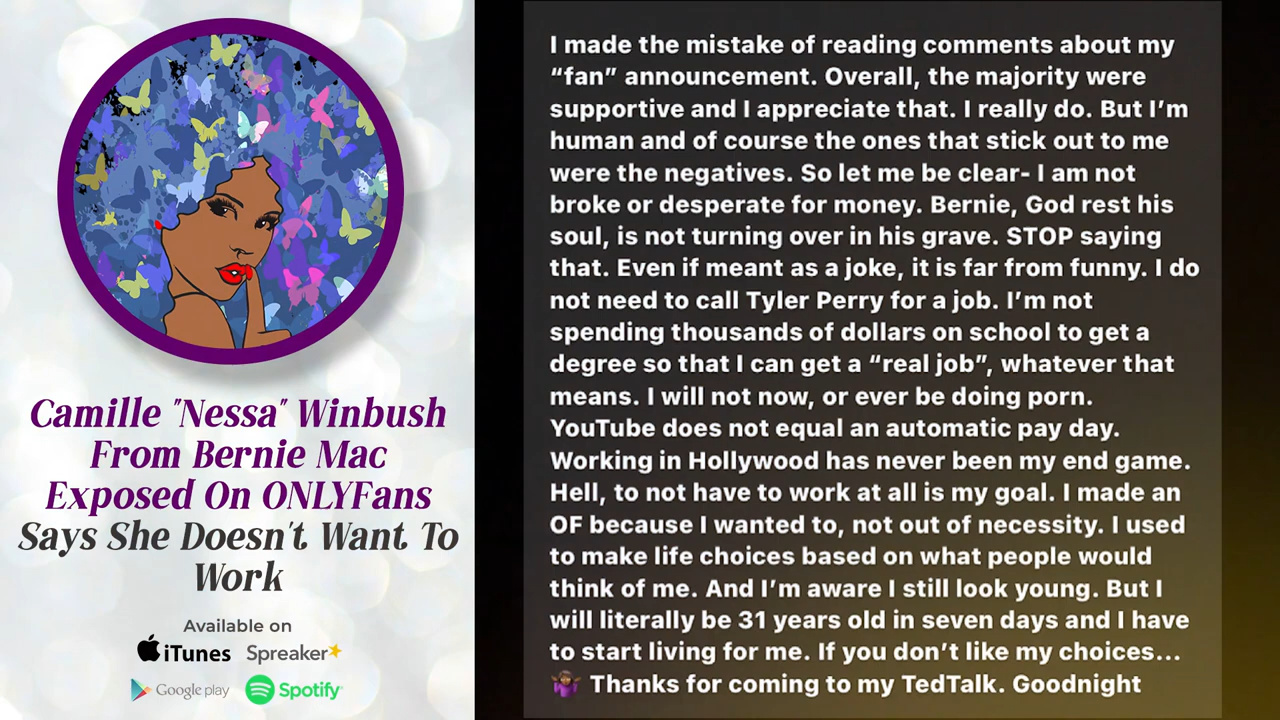 Camille "Nessa" Winbush
From Bernie Mac
Exposed On ONLYFans
Says She Doesn't Want To
Work
Available on
iTunes Spreaker
Google play Spotify
I made the mistake of reading comments about my
“fan” announcement. Overall, the majority were
supportive and I appreciate that. I really do. But I’m
human and of course the ones that stick out to me
were the negatives. So let me be clear- I am not
broke or desperate for money. Bernie, God rest his
soul, is not turning over in his grave. STOP saying
that. Even if meant as a joke, it is far from funny. I do
not need to call Tyler Perry for a job. I’m not
spending thousands of dollars on school to get a
degree so that I can get a “real job”, whatever that
means. I will not now, or ever be doing porn.
YouTube does not equal an automatic pay day.
Working in Hollywood has never been my end game.
Hell, to not have to work at all is my goal. I made an
OF because I wanted to, not out of necessity. I used
to make life choices based on what people would
think of me. And I’m aware I still look young. But I
will literally be 31 years old in seven days and I have
to start living for me. If you don’t like my choices...
🤷🏾‍♀️ Thanks for coming to my TedTalk. Goodnight